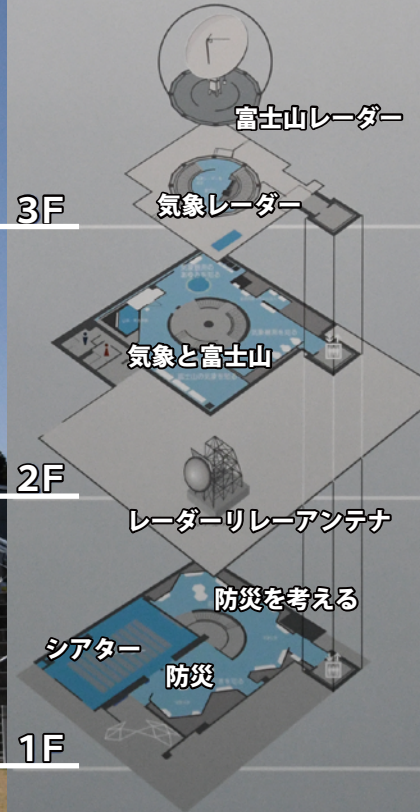 富士山レーダー
3F
気象レーダー
気象と富士山
2F
レーダーリレーアンテナ
防災を考える
シアター
防災
1F